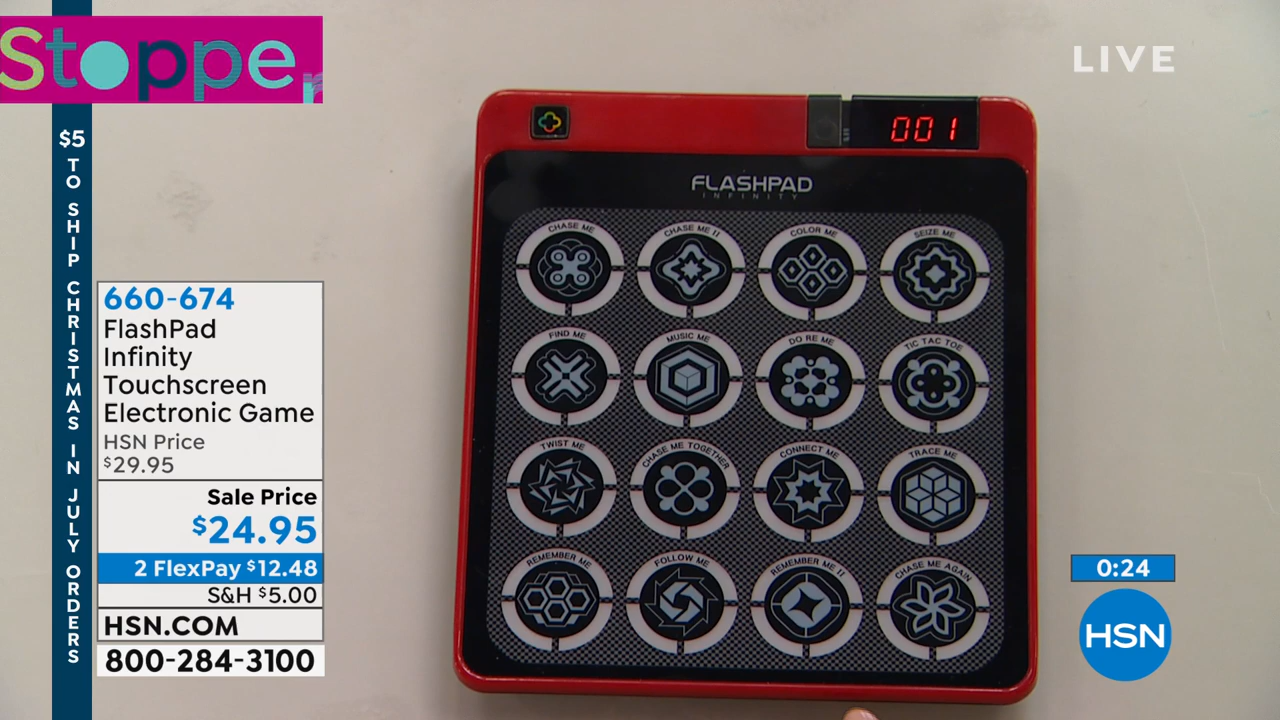 Stopper
LIVE
$5 TO SHIP CHRISTMAS IN JULY ORDERS
660-674
FlashPad
Infinity
Touchscreen
Electronic Game
HSN Price
$29.95
Sale Price
$24.95
2 FlexPay $12.48
S&H $5.00
HSN.COM
800-284-3100
001
FLASHPAD
INFINITY
CHASE ME
CHASE ME II
COLOR ME
SEIZE ME
FIND ME
MUSIC ME
DO RE ME
TIC TAC TOE
TWIST ME
CHASE ME TOGETHER
CONNECT ME
TRACE ME
REMEMBER ME
FOLLOW ME
REMEMBER ME II
CHASE ME AGAIN
0:24
HSN